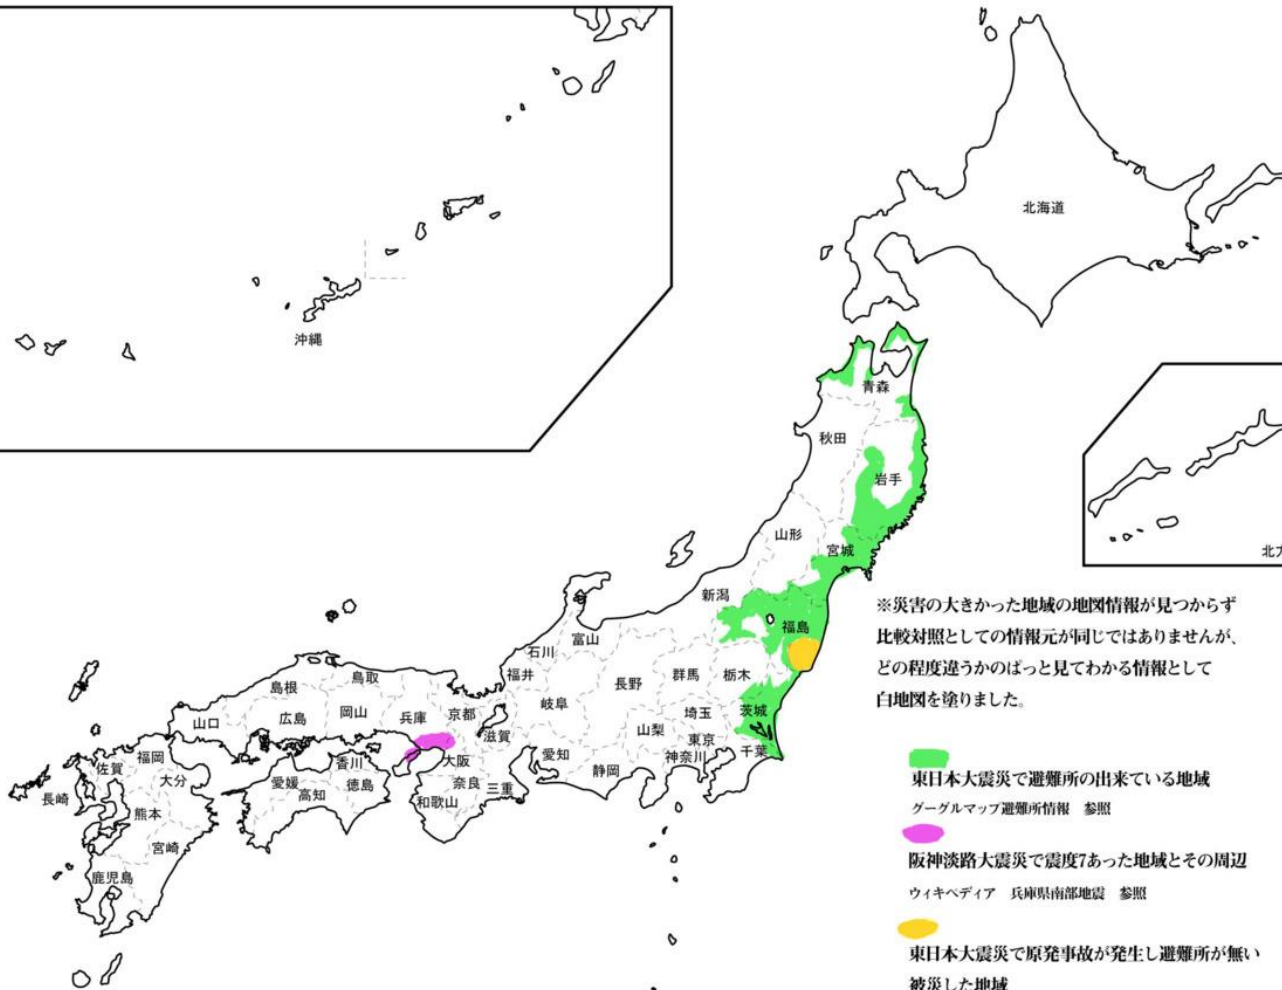 北海道
沖縄
青森
秋田
岩手
山形
宮城
北方
新潟
福島
富山
石川
福井
長野
群馬
栃木
岐阜
茨城
埼玉
山梨
東京
千葉
神奈川
愛知
静岡
島根
鳥取
山口
広島
岡山
兵庫
京都
滋賀
大阪
奈良
三重
和歌山
香川
愛媛
徳島
高知
福岡
佐賀
大分
長崎
熊本
宮崎
鹿児島
※災害の大きかった地域の地図情報が見つからず
比較対照としての情報元が同じではありませんが、
どの程度違うかのぱっと見てわかる情報として
白地図を塗りました。
東日本大震災で避難所の出来ている地域
グーグルマップ避難所情報 参照
阪神淡路大震災で震度7あった地域とその周辺
ウィキペディア 兵庫県南部地震 参照
東日本大震災で原発事故が発生し避難所が無い
被災した地域